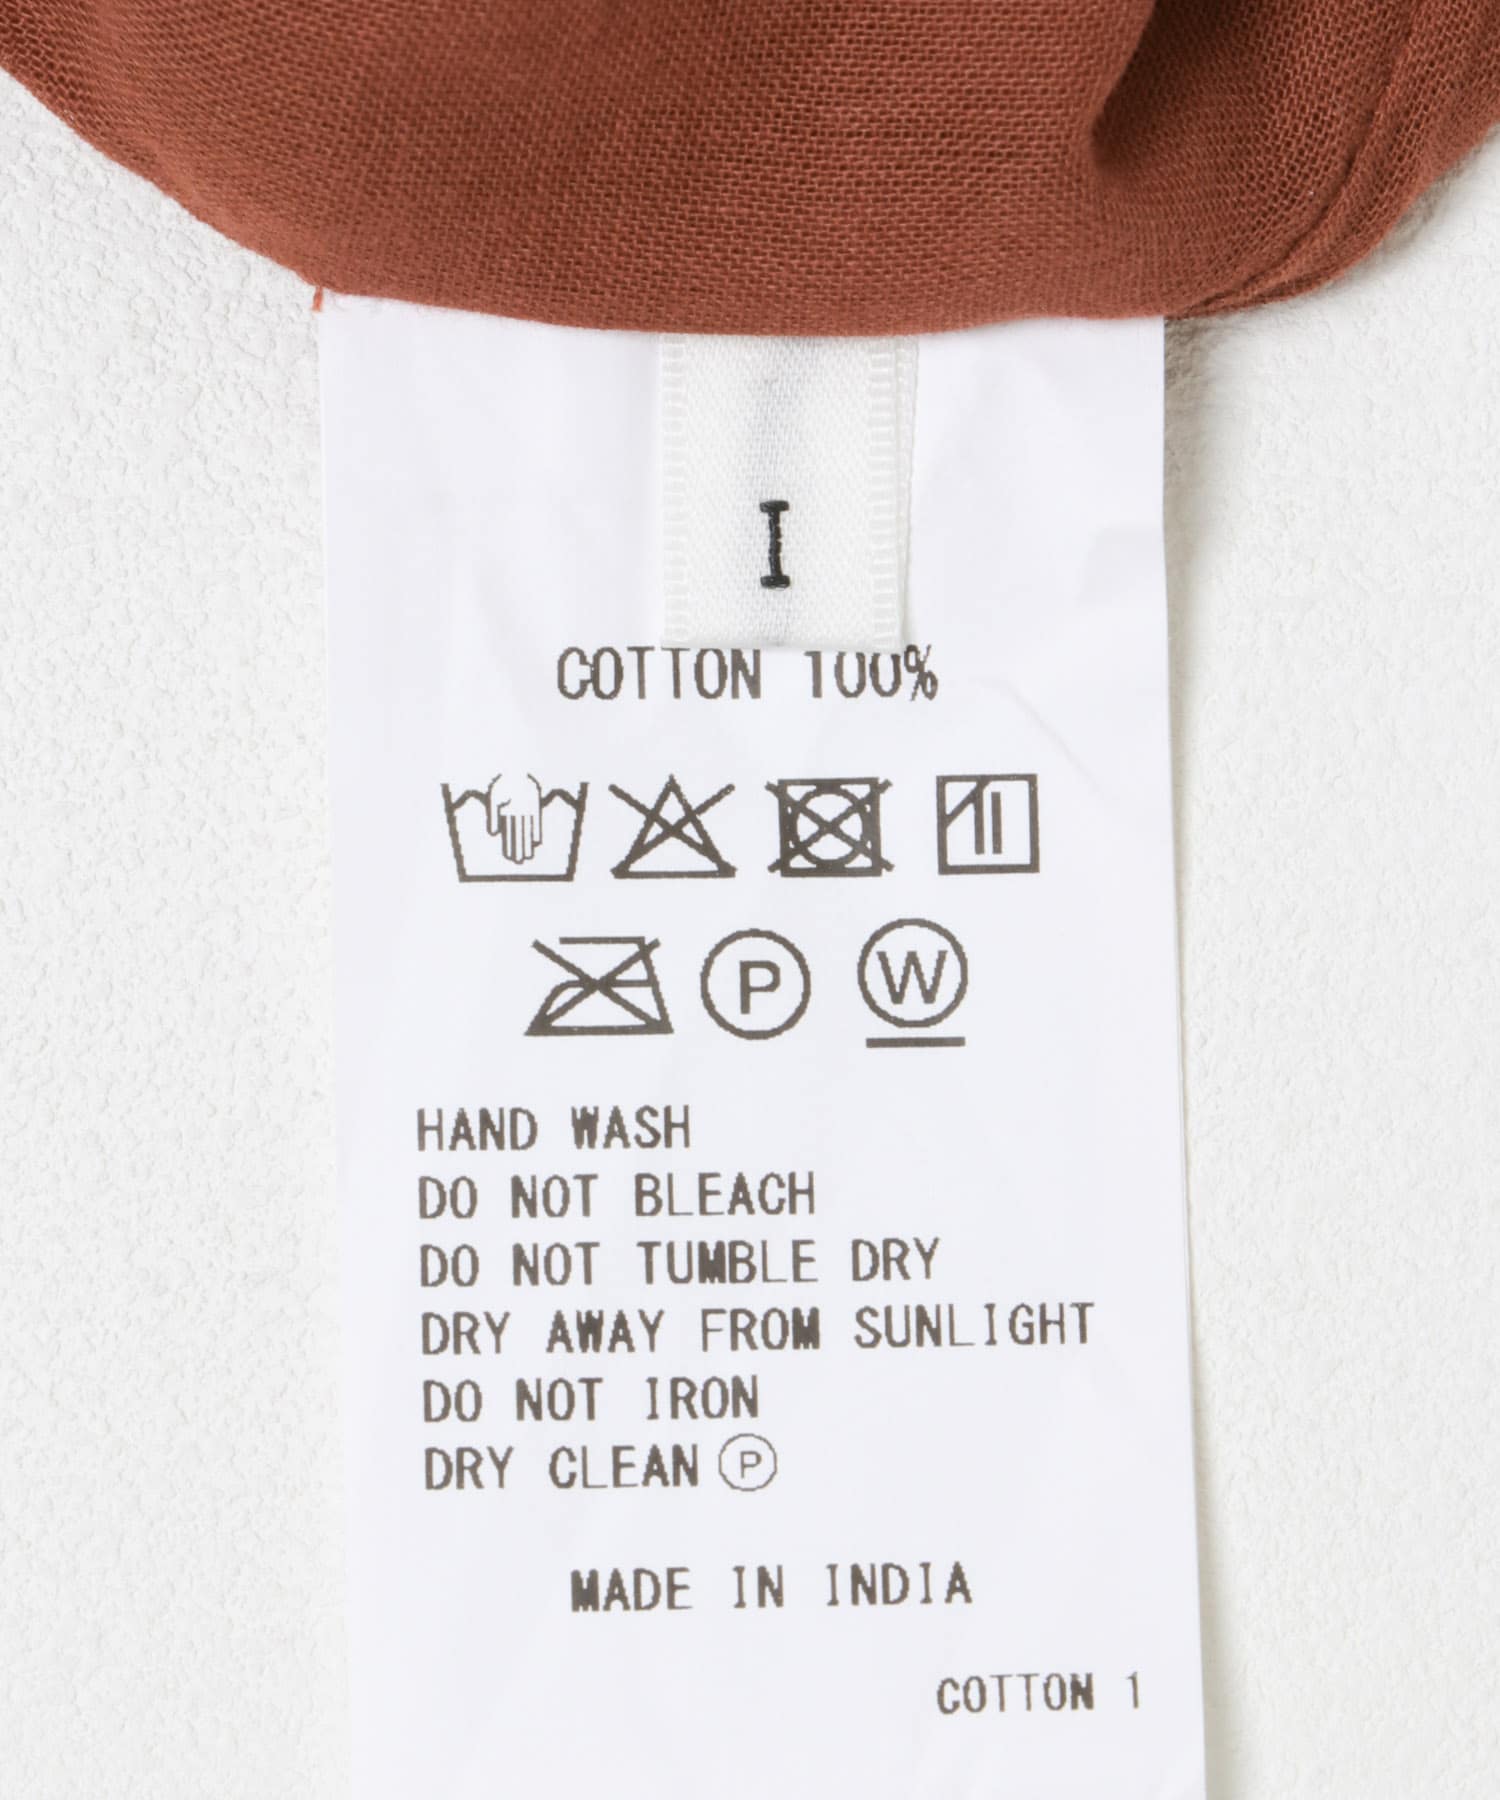 I
COTTON 100%
P W
HAND WASH
DO NOT BLEACH
DO NOT TUMBLE DRY
DRY AWAY FROM SUNLIGHT
DO NOT IRON
DRY CLEAN Ⓟ
MADE IN INDIA
COTTON 1